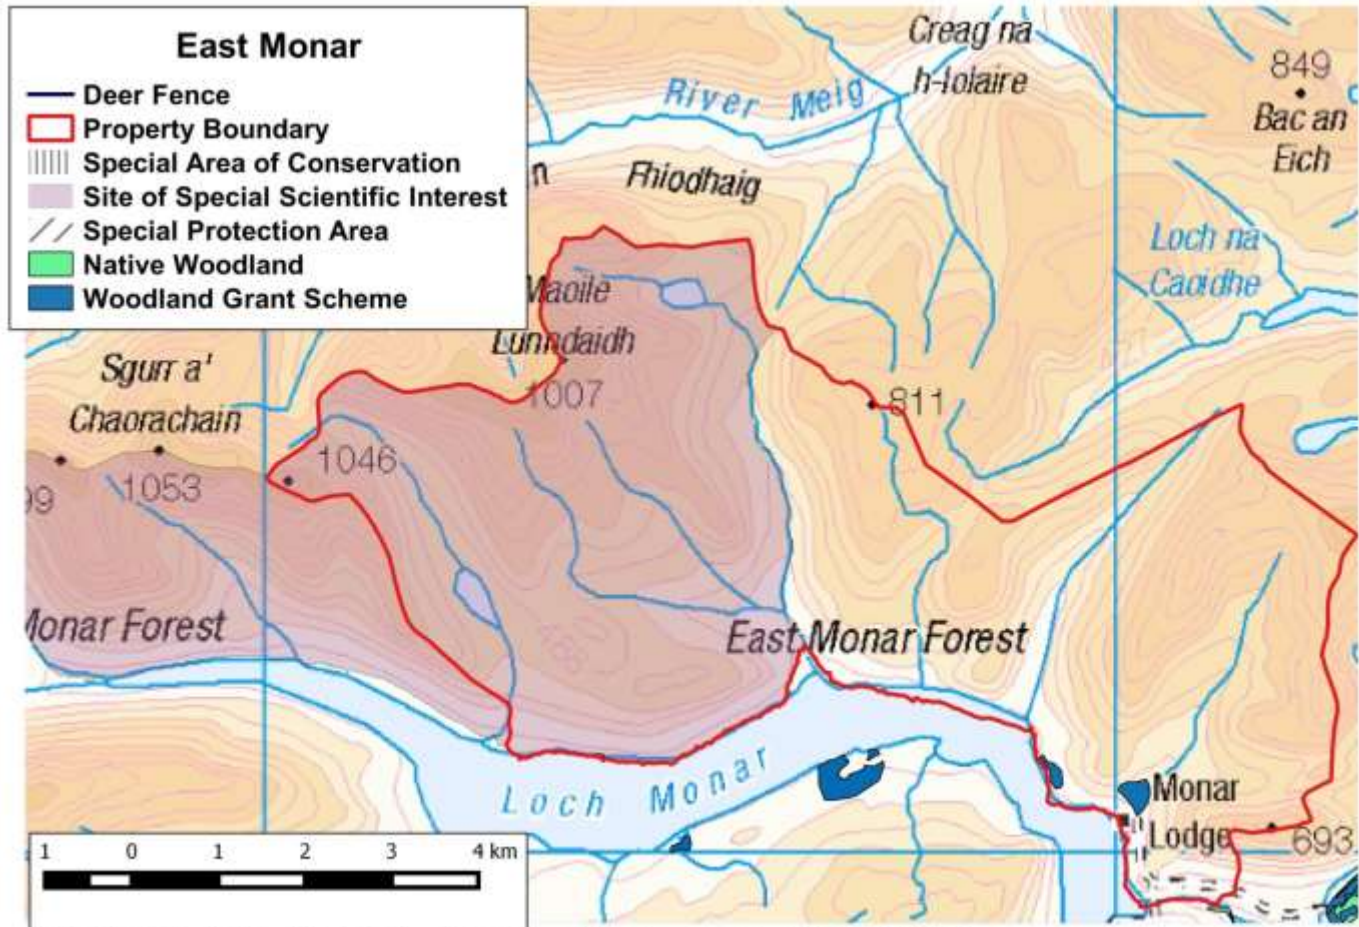 East Monar
Deer Fence
Property Boundary
Special Area of Conservation
Site of Special Scientific Interest
Special Protection Area
Native Woodland
Woodland Grant Scheme
Creag na
h-Iolaire
849
Bac an
Eich
River Meig
n Fhiodhaig
Loch na
Caoidhe
Maoile
Lunndaidh
1007
Sgurr a'
Chaorachain
1046
1053
99
811
Monar Forest
East Monar Forest
Loch Monar
Monar
Lodge
693
1 0 1 2 3 4 km